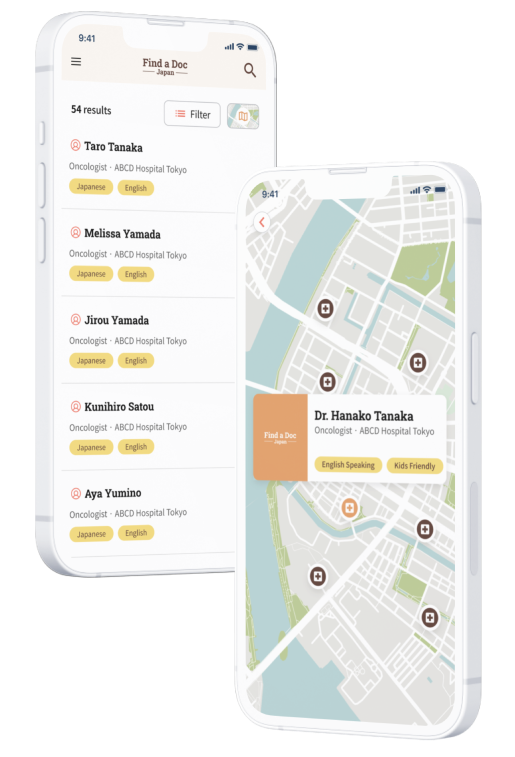 9:41
Find a Doc
Japan
54 results
Filter
Taro Tanaka
Oncologist · ABCD Hospital Tokyo
Japanese English
Melissa Yamada
Oncologist · ABCD Hospital Tokyo
Japanese English
Jirou Yamada
Oncologist · ABCD Hospital Tokyo
Japanese English
Kunihiro Satou
Oncologist · ABCD Hospital Tokyo
Japanese English
Aya Yumino
Oncologist · ABCD Hospital Tokyo
Japanese English
9:41
Find a Doc
Japan
Dr. Hanako Tanaka
Oncologist · ABCD Hospital Tokyo
English Speaking Kids Friendly